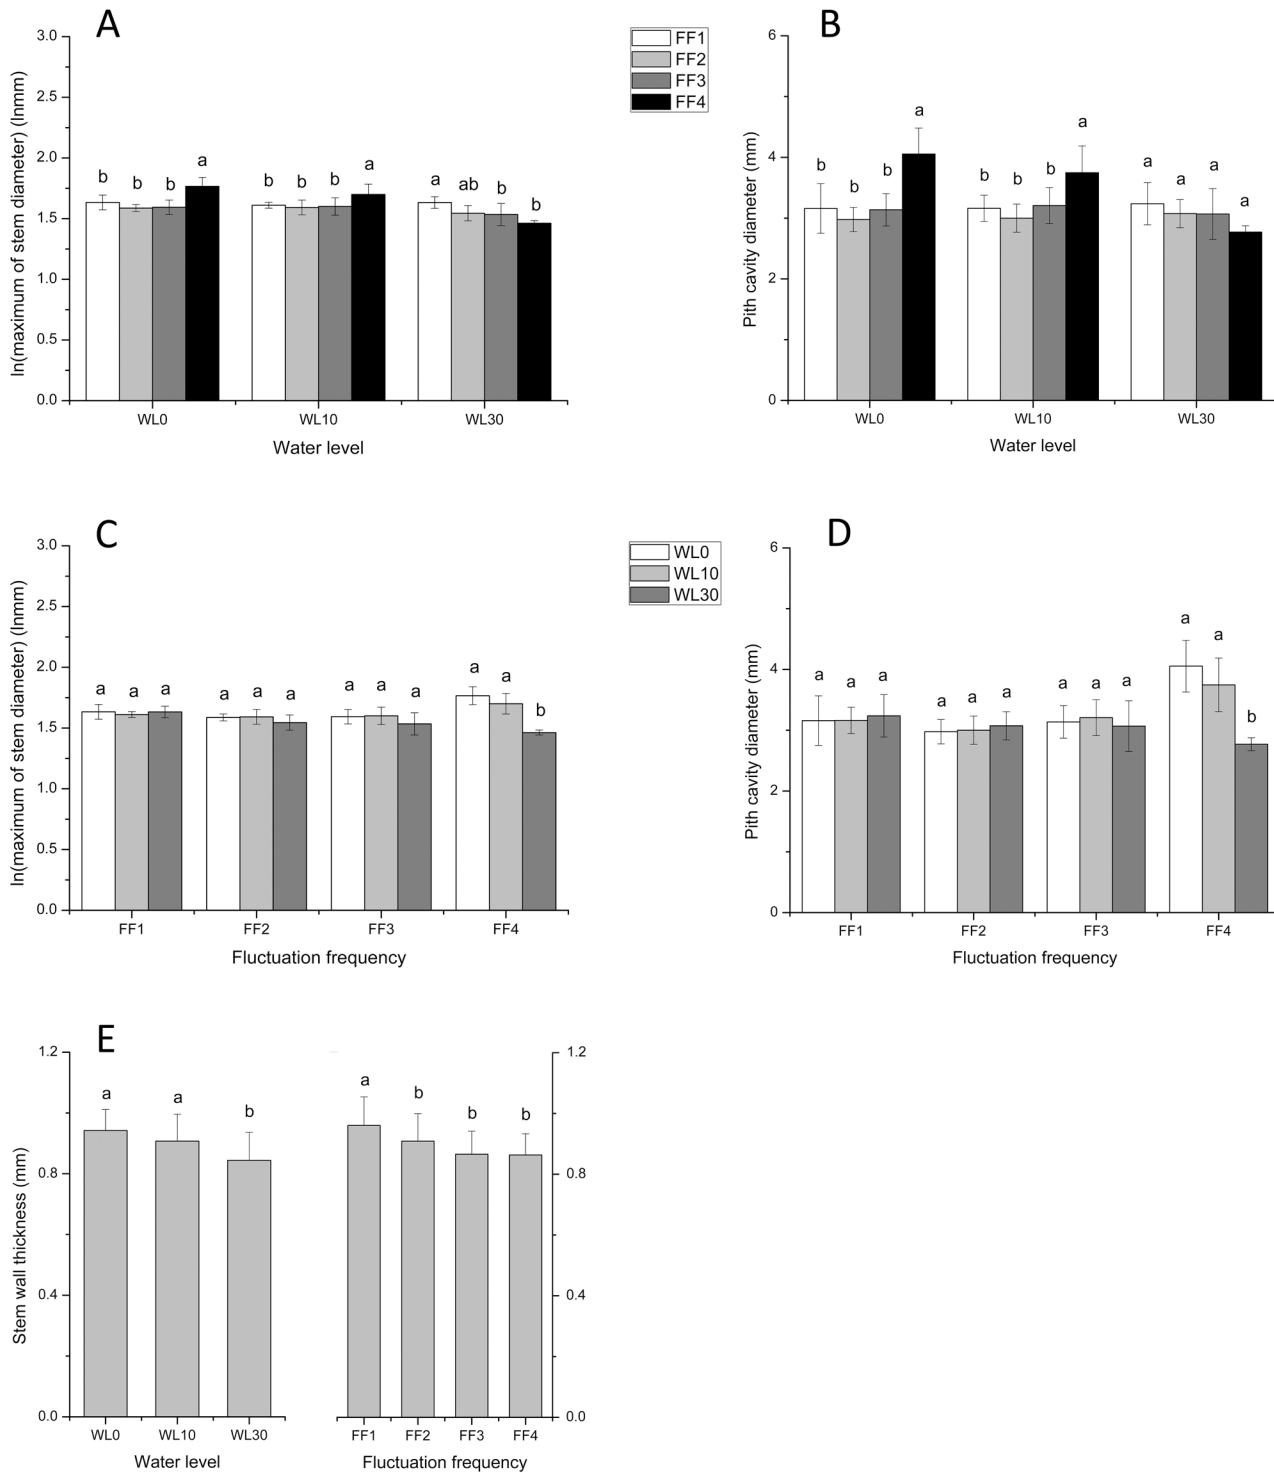 A
ln(maximum of stem diameter) (lnmm)
3.0
2.5
2.0
1.5
1.0
0.5
0.0
b b b a b b b a a ab b b
WL0 WL10 WL30
Water level
FF1
FF2
FF3
FF4
B
Pith cavity diameter (mm)
6
4
2
0
b b b a b b b a a a a a
WL0 WL10 WL30
Water level
C
ln(maximum of stem diameter) (lnmm)
3.0
2.5
2.0
1.5
1.0
0.5
0.0
a a a a a a a a a a a b
FF1 FF2 FF3 FF4
Fluctuation frequency
WL0
WL10
WL30
D
Pith cavity diameter (mm)
6
4
2
0
a a a a a a a a a a a b
FF1 FF2 FF3 FF4
Fluctuation frequency
E
Stem wall thickness (mm)
1.2
0.8
0.4
0.0
a a b
WL0 WL10 WL30
Water level
a b b b
1.2
0.8
0.4
0.0
FF1 FF2 FF3 FF4
Fluctuation frequency